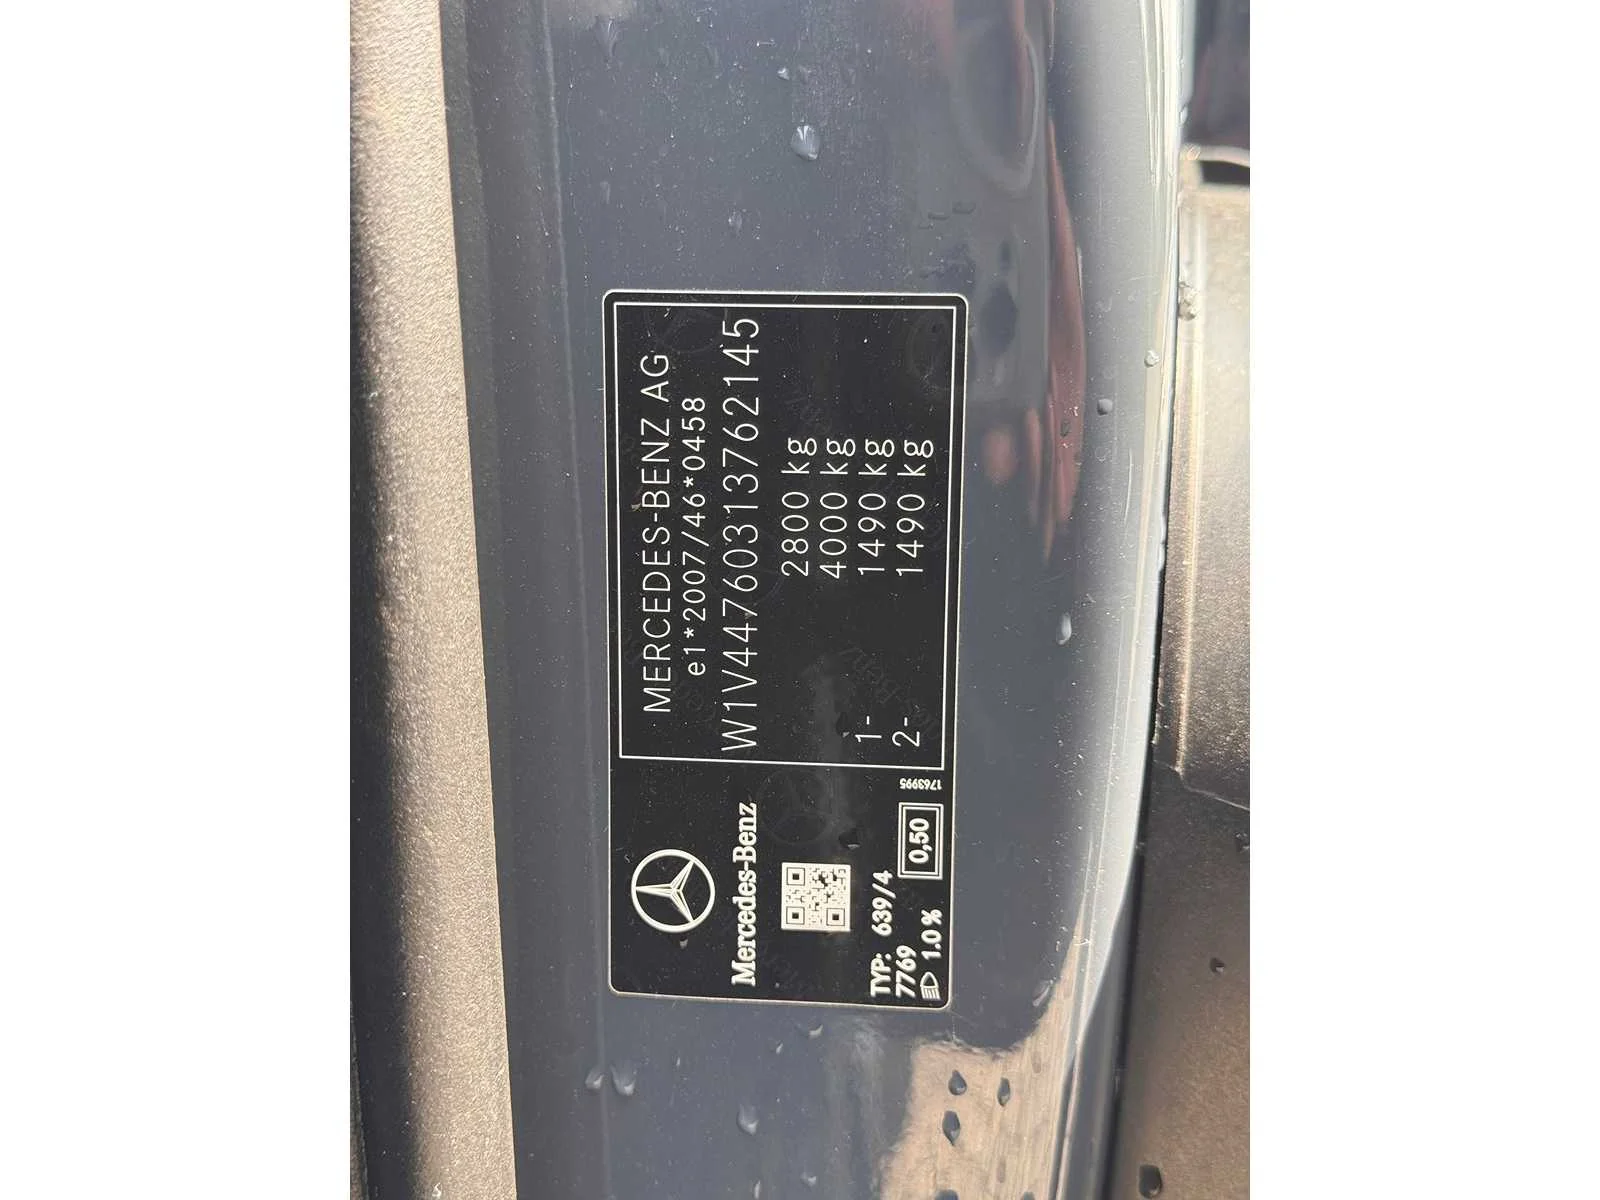 MERCEDES-BENZ AG
e1*2007/46*0458
W1V44760313762145
2800 kg
4000 kg
1- 1490 kg
2- 1490 kg
Mercedes-Benz
TYP: 639/4
7769
1.0 %
0,50
1763995